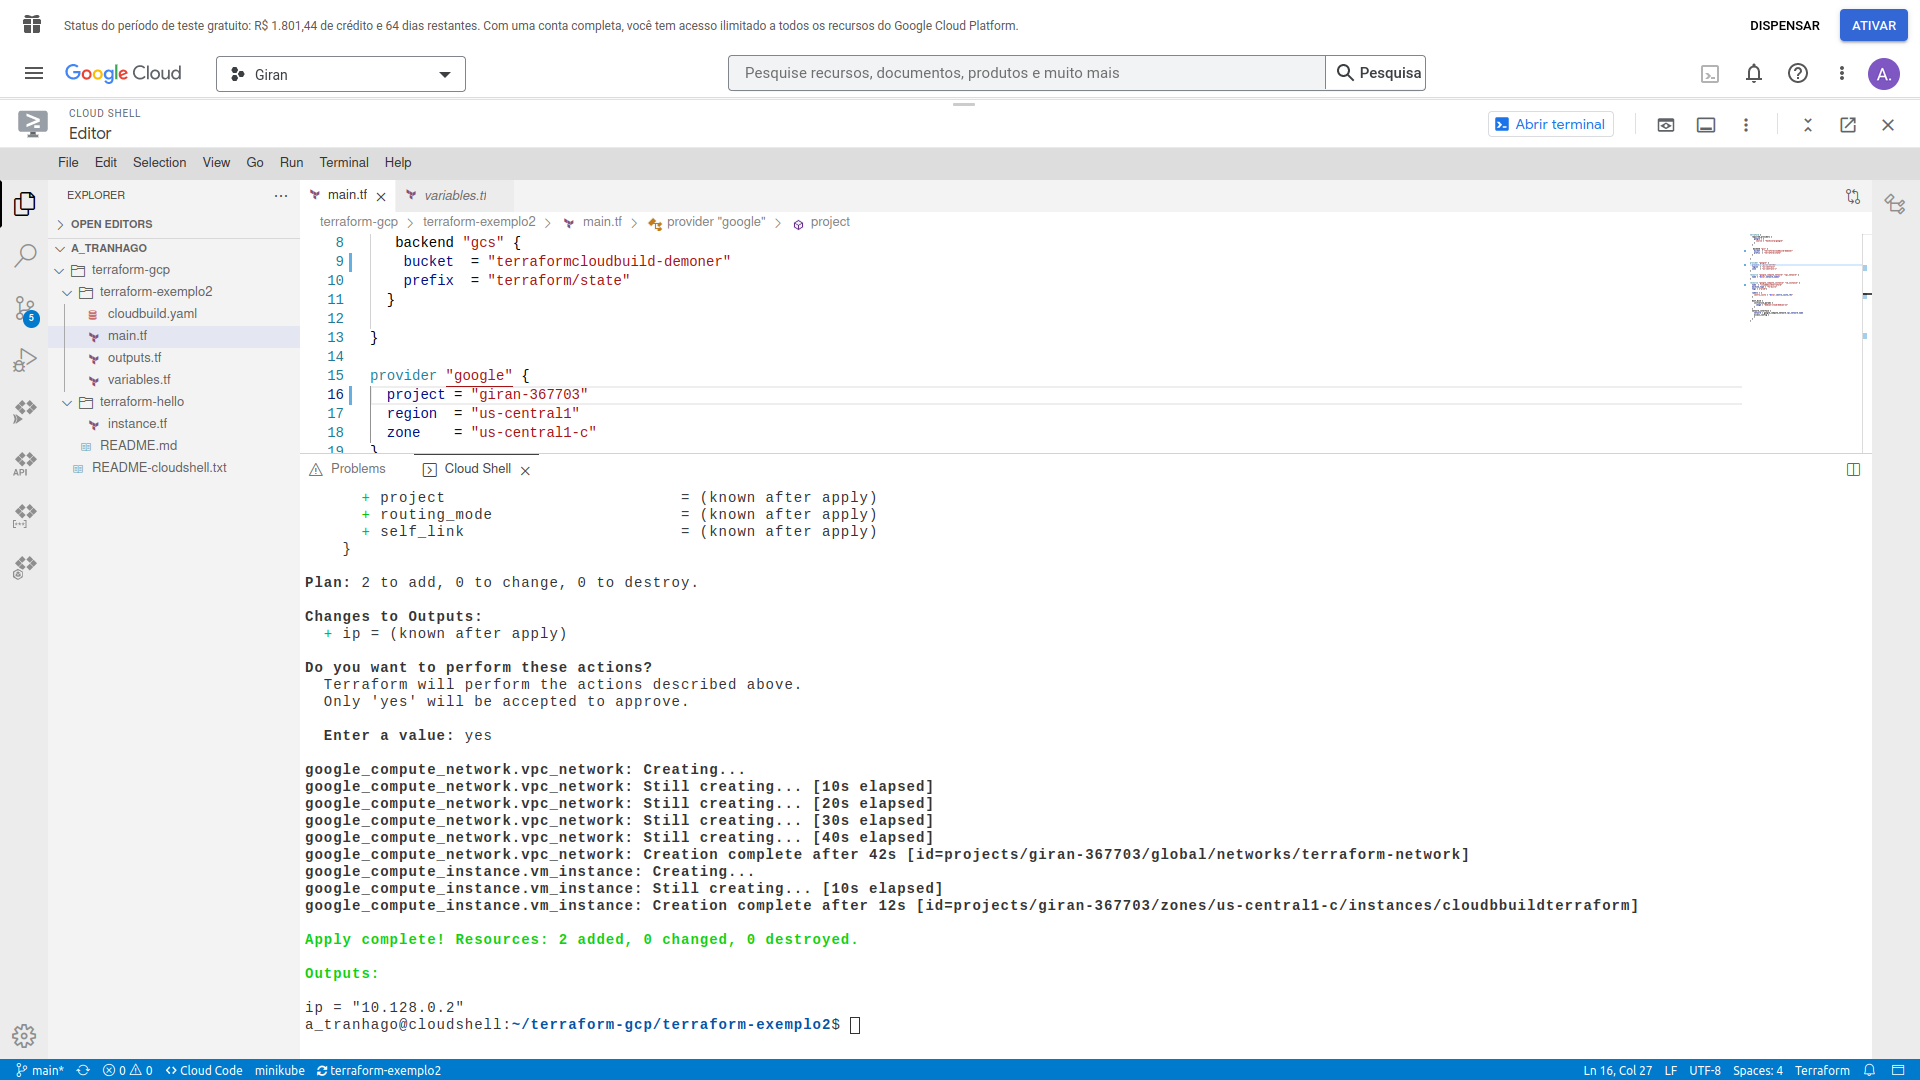 Status do período de teste gratuito: R$ 1.801,44 de crédito e 64 dias restantes. Com uma conta completa, você tem acesso ilimitado a todos os recursos do Google Cloud Platform.
DISPENSAR
ATIVAR
Google Cloud
Giran
Pesquise recursos, documentos, produtos e muito mais
Pesquisa
A.
CLOUD SHELL
Editor
Abrir terminal
File Edit Selection View Go Run Terminal Help
EXPLORER
OPEN EDITORS
A_TRANHAGO
terraform-gcp
terraform-exemplo2
cloudbuild.yaml
main.tf
outputs.tf
variables.tf
terraform-hello
instance.tf
README.md
README-cloudshell.txt
5
API
main.tf
variables.tf
terraform-gcp > terraform-exemplo2 > main.tf > provider "google" > project
8 backend "gcs" {
9 bucket = "terraformcloudbuild-demoner"
10 prefix = "terraform/state"
11 }
12
13 }
14
15 provider "google" {
16 project = "giran-367703"
17 region = "us-central1"
18 zone = "us-central1-c"
19 }
Problems
Cloud Shell
+ project = (known after apply)
+ routing_mode = (known after apply)
+ self_link = (known after apply)
}
Plan: 2 to add, 0 to change, 0 to destroy.
Changes to Outputs:
+ ip = (known after apply)
Do you want to perform these actions?
Terraform will perform the actions described above.
Only 'yes' will be accepted to approve.
Enter a value: yes
google_compute_network.vpc_network: Creating...
google_compute_network.vpc_network: Still creating... [10s elapsed]
google_compute_network.vpc_network: Still creating... [20s elapsed]
google_compute_network.vpc_network: Still creating... [30s elapsed]
google_compute_network.vpc_network: Still creating... [40s elapsed]
google_compute_network.vpc_network: Creation complete after 42s [id=projects/giran-367703/global/networks/terraform-network]
google_compute_instance.vm_instance: Creating...
google_compute_instance.vm_instance: Still creating... [10s elapsed]
google_compute_instance.vm_instance: Creation complete after 12s [id=projects/giran-367703/zones/us-central1-c/instances/cloudbbuildterraform]
Apply complete! Resources: 2 added, 0 changed, 0 destroyed.
Outputs:
ip = "10.128.0.2"
a_tranhago@cloudshell:~/terraform-gcp/terraform-exemplo2$
main* 0 0 Cloud Code minikube terraform-exemplo2
Ln 16, Col 27 LF UTF-8 Spaces: 4 Terraform